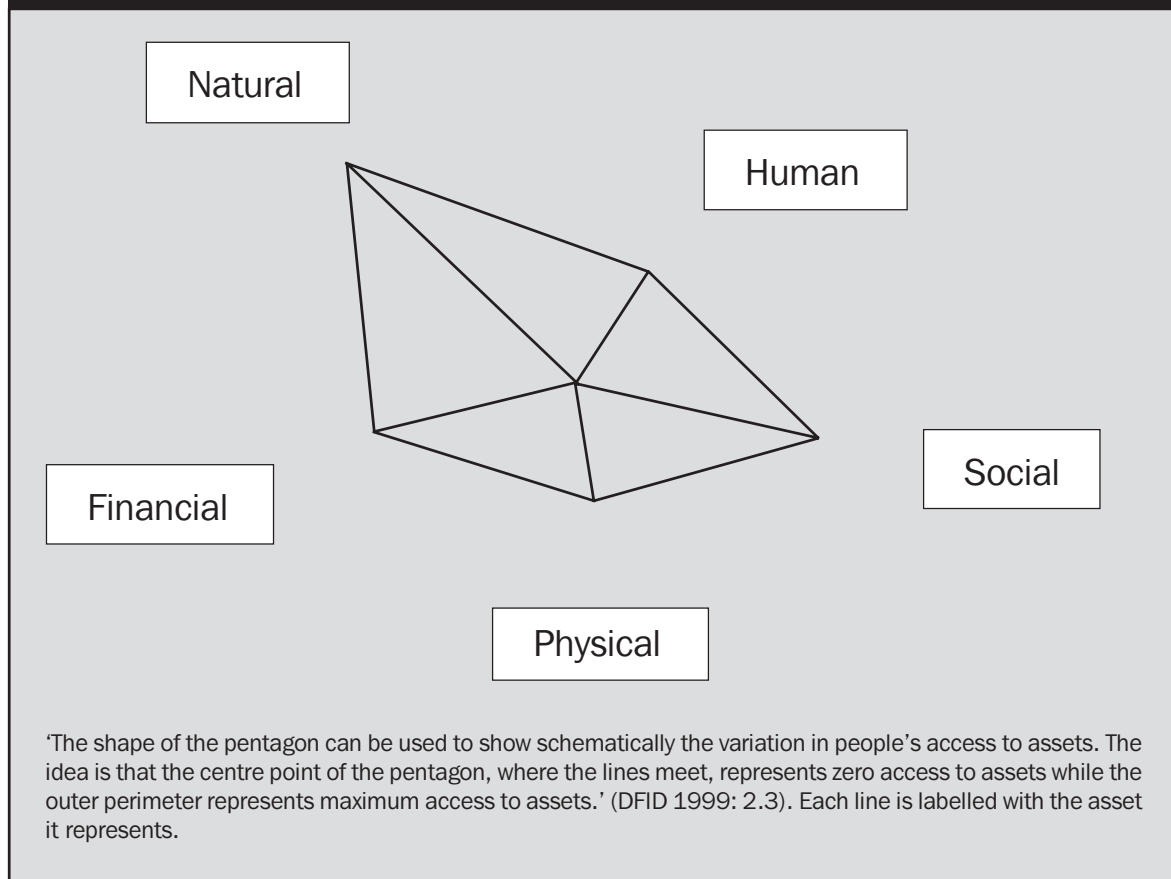 Natural
Human
Social
Financial
Physical
‘The shape of the pentagon can be used to show schematically the variation in people’s access to assets. The
idea is that the centre point of the pentagon, where the lines meet, represents zero access to assets while the
outer perimeter represents maximum access to assets.’ (DFID 1999: 2.3). Each line is labelled with the asset
it represents.